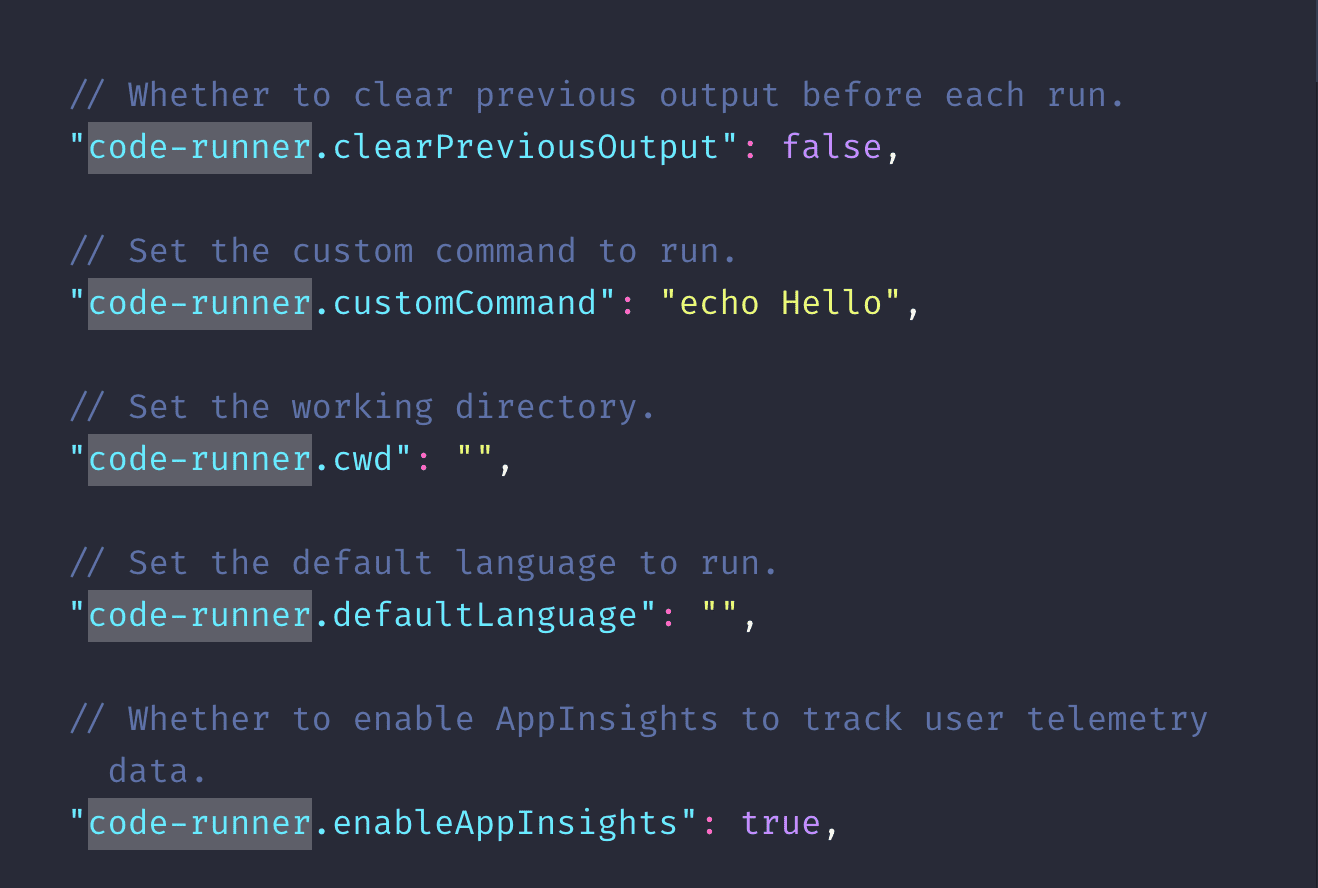 // Whether to clear previous output before each run.
"code-runner.clearPreviousOutput": false,
// Set the custom command to run.
"code-runner.customCommand": "echo Hello",
// Set the working directory.
"code-runner.cwd": "",
// Set the default language to run.
"code-runner.defaultLanguage": "",
// Whether to enable AppInsights to track user telemetry
data.
"code-runner.enableAppInsights": true,